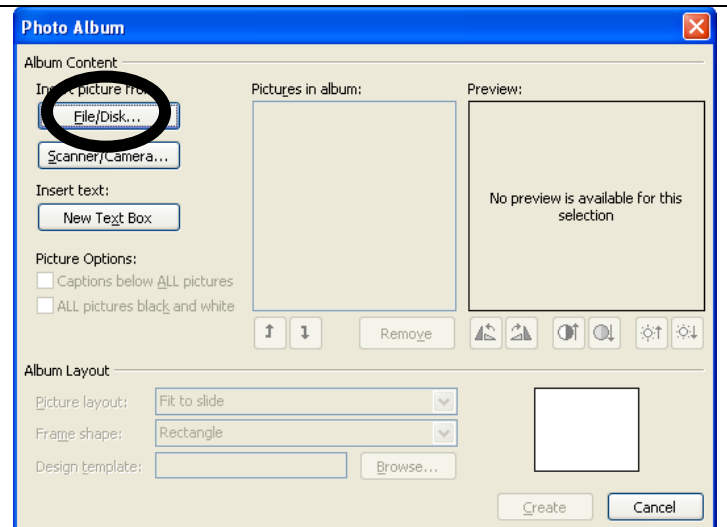 Photo Album
Album Content
Insert picture from
Pictures in album:
Preview:
File/Disk...
Scanner/Camera...
Insert text:
New Text Box
No preview is available for this
selection
Picture Options:
Captions below ALL pictures
ALL pictures black and white
Remove
Album Layout
Picture layout:
Fit to slide
Frame shape:
Rectangle
Design template:
Browse...
Create
Cancel